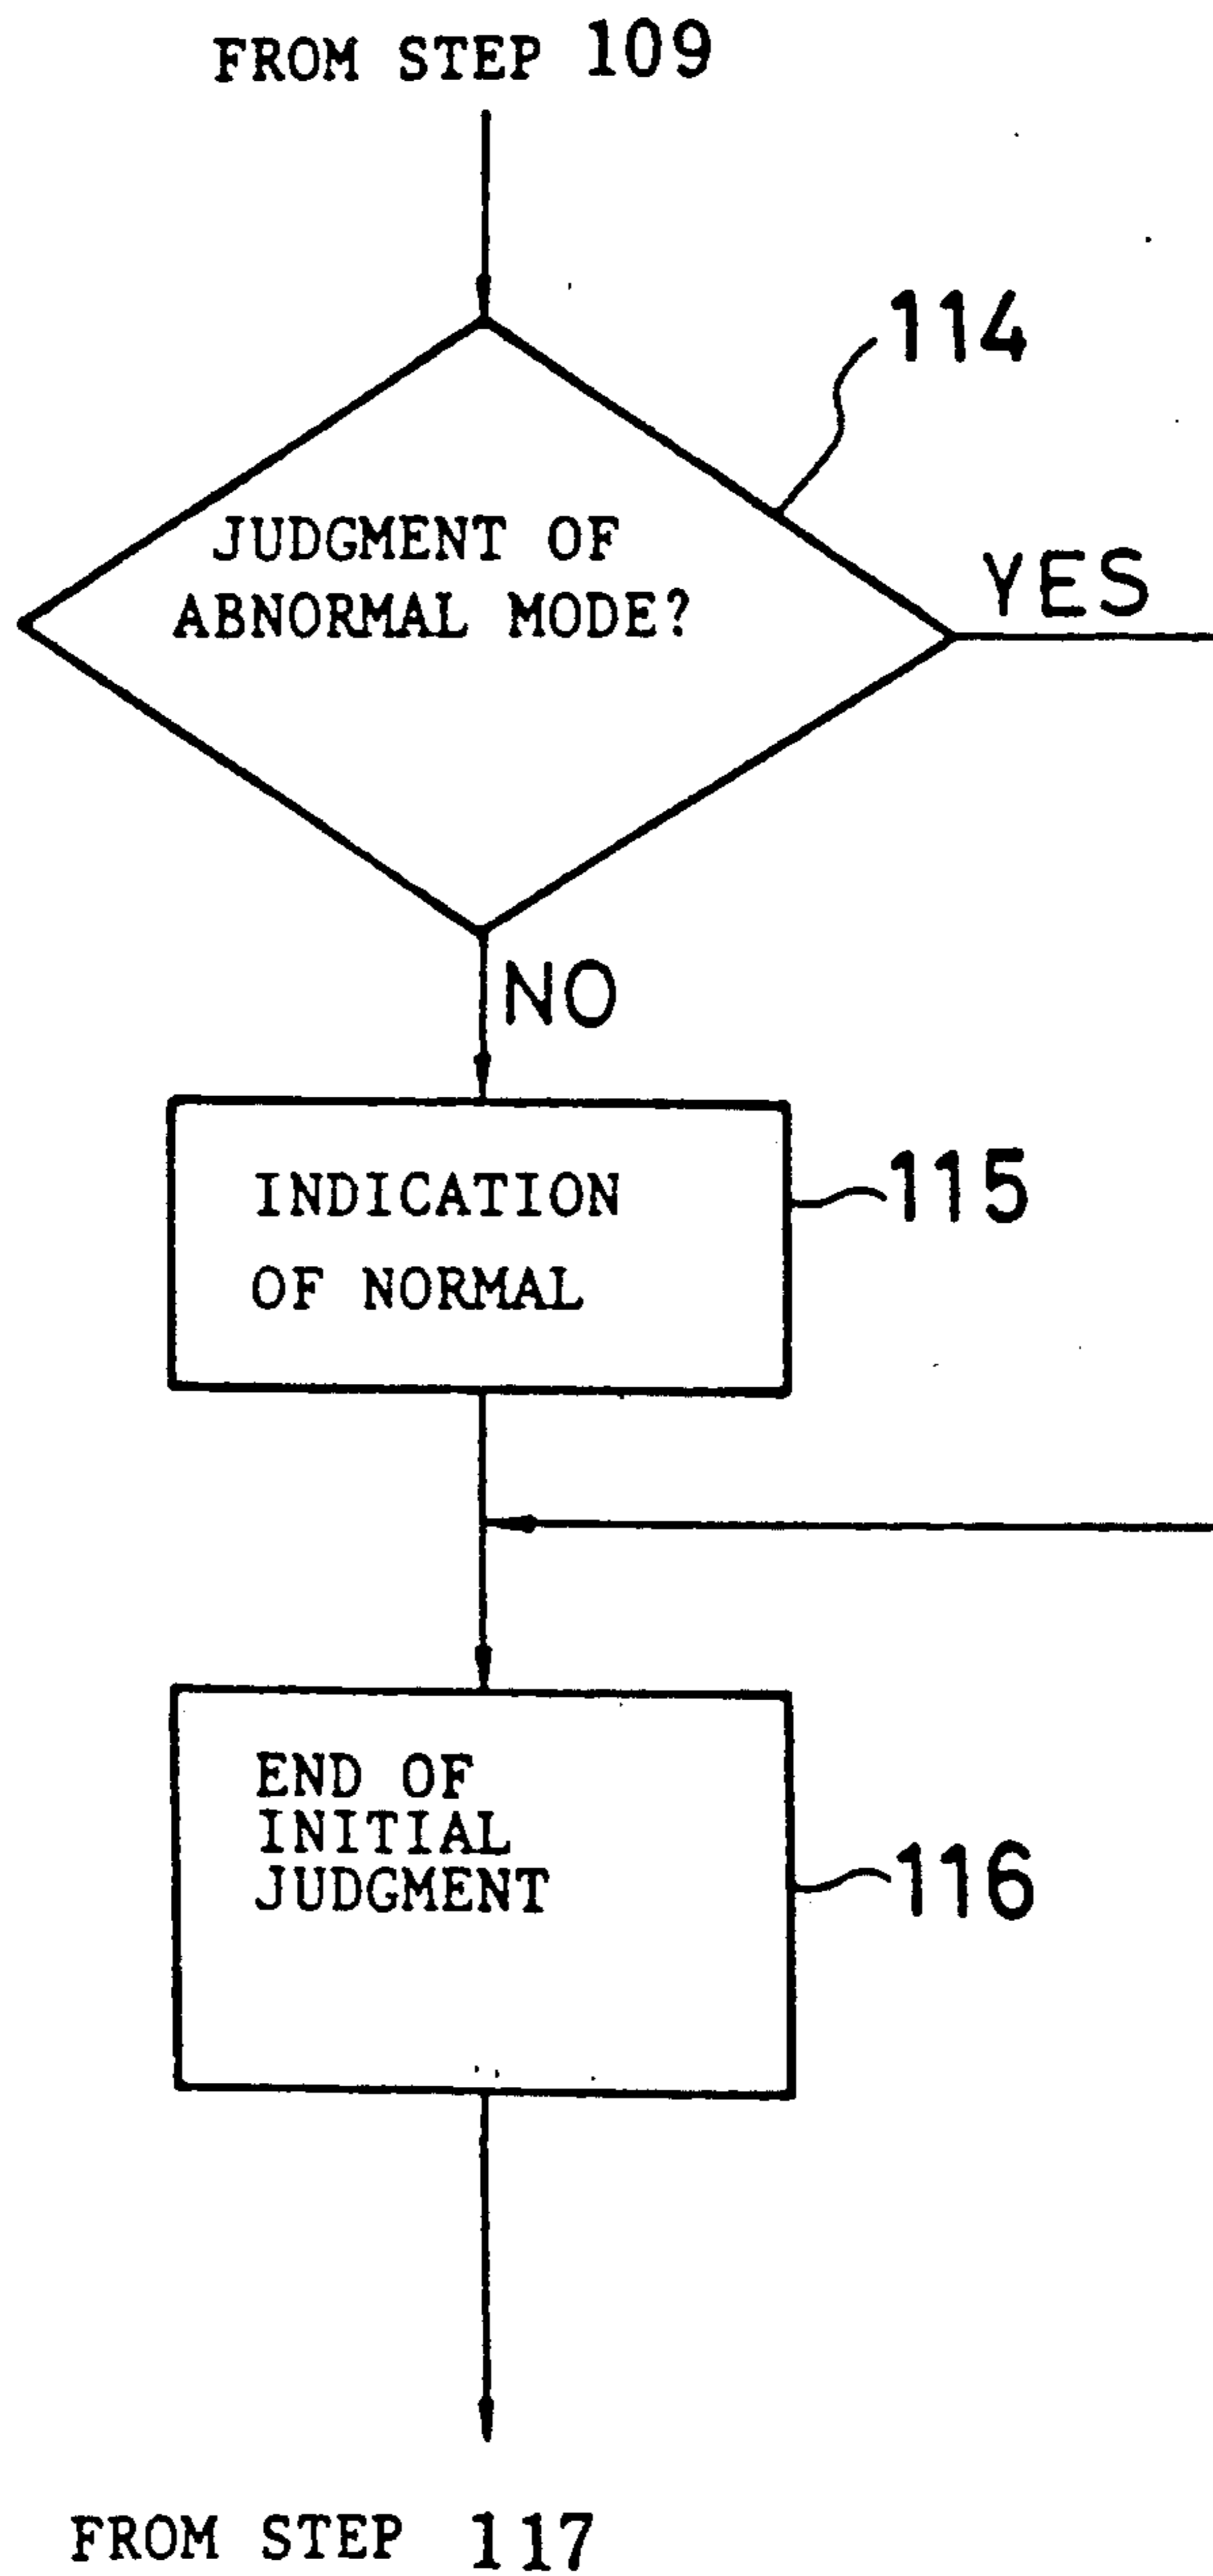 FROM STEP 109
114
JUDGMENT OF
ABNORMAL MODE?
YES
NO
INDICATION
OF NORMAL
115
END OF
INITIAL
JUDGMENT
116
FROM STEP 117